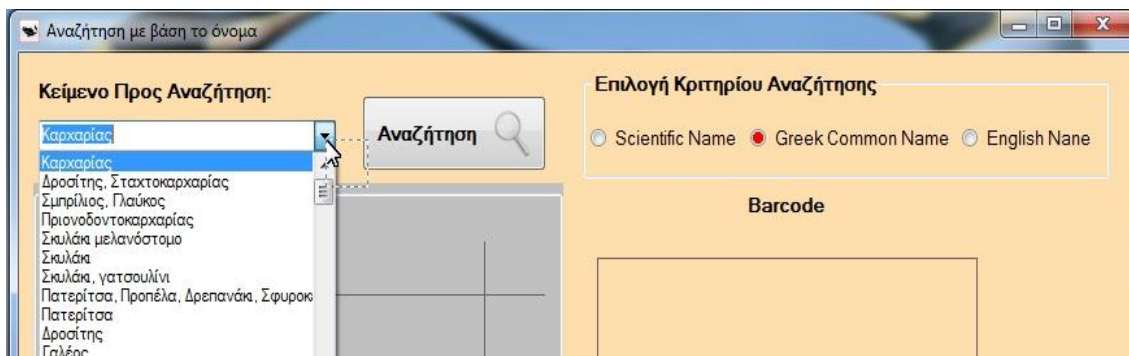 Αναζήτηση με βάση το όνομα
Κείμενο Προς Αναζήτηση:
Καρχαρίας
Αναζήτηση
Επιλογή Κριτηρίου Αναζήτησης
Scientific Name Greek Common Name English Nane
Barcode
Καρχαρίας
Δροσίτης, Σταχτοκαρχαρίας
Σμπρίλιος, Γλαύκος
Πριονοδοντοκαρχαρίας
Σκυλάκι μελανόστομο
Σκυλάκι
Σκυλάκι, γατσουλίνι
Πατερίτσα, Προπέλα, Δρεπανάκι, Σφυροκ
Πατερίτσα
Δροσίτης
Γαλέος